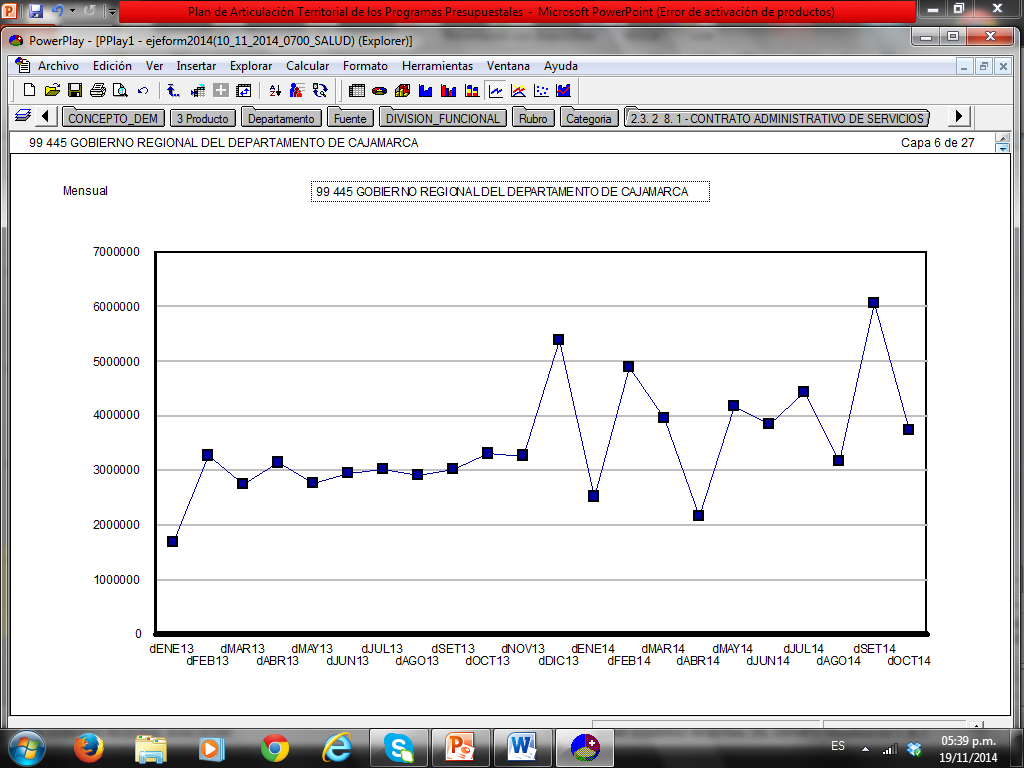 Plan de Articulación Territorial de los Programas Presupuestales - Microsoft PowerPoint (Error de activación de productos)
PowerPlay - [PPlay1 - ejeform2014(10_11_2014_0700_SALUD) (Explorer)]
Archivo Edición Ver Insertar Explorar Calcular Formato Herramientas Ventana Ayuda
CONCEPTO_DEM 3 Producto Departamento Fuente DIVISION_FUNCIONAL Rubro Categoria 2.3. 2 8. 1 - CONTRATO ADMINISTRATIVO DE SERVICIOS
99 445 GOBIERNO REGIONAL DEL DEPARTAMENTO DE CAJAMARCA Capa 6 de 27
Mensual 99 445 GOBIERNO REGIONAL DEL DEPARTAMENTO DE CAJAMARCA
7000000
6000000
5000000
4000000
3000000
2000000
1000000
0
dENE13 dMAR13 dMAY13 dJUL13 dSET13 dNOV13 dENE14 dMAR14 dMAY14 dJUL14 dSET14
dFEB13 dABR13 dJUN13 dAGO13 dOCT13 dDIC13 dFEB14 dABR14 dJUN14 dAGO14 dOCT14
ES 05:39 p.m.
19/11/2014